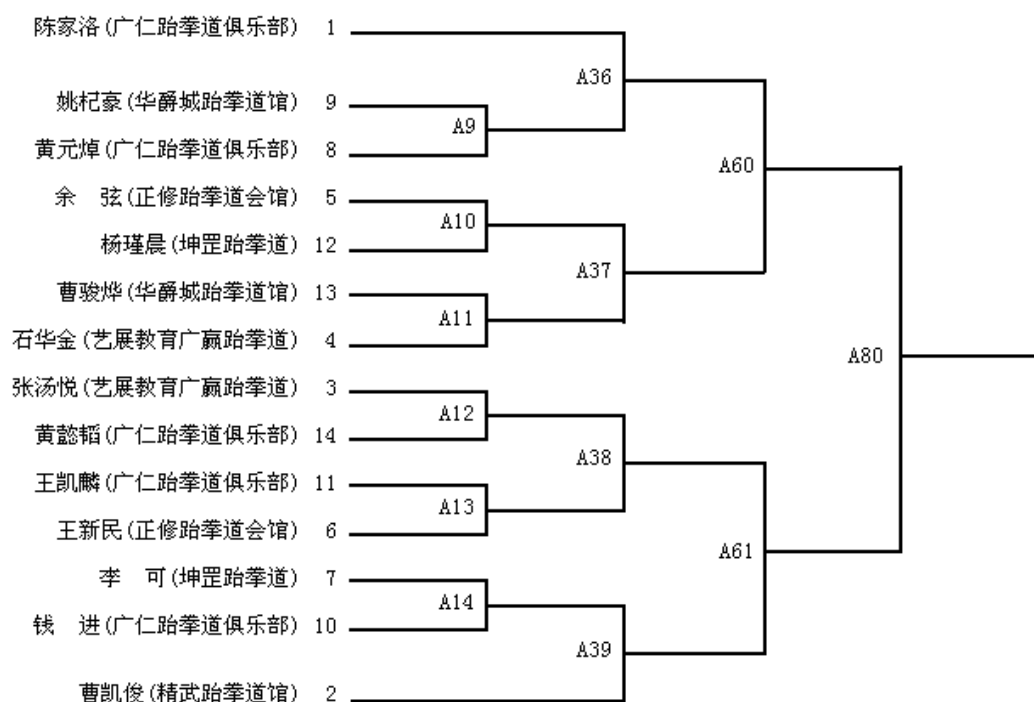 陈家洛(广仁跆拳道俱乐部) 1
A36
姚杞豪(华爵城跆拳道馆) 9
A9
黄元焯(广仁跆拳道俱乐部) 8
A60
余 弦(正修跆拳道会馆) 5
A10
杨瑾晨(坤罡跆拳道) 12
A37
曹骏烨(华爵城跆拳道馆) 13
A11
石华金(艺展教育广赢跆拳道) 4
A80
张汤悦(艺展教育广赢跆拳道) 3
A12
黄懿韬(广仁跆拳道俱乐部) 14
A38
王凯麟(广仁跆拳道俱乐部) 11
A13
王新民(正修跆拳道会馆) 6
A61
李 可(坤罡跆拳道) 7
A14
钱 进(广仁跆拳道俱乐部) 10
A39
曹凯俊(精武跆拳道馆) 2